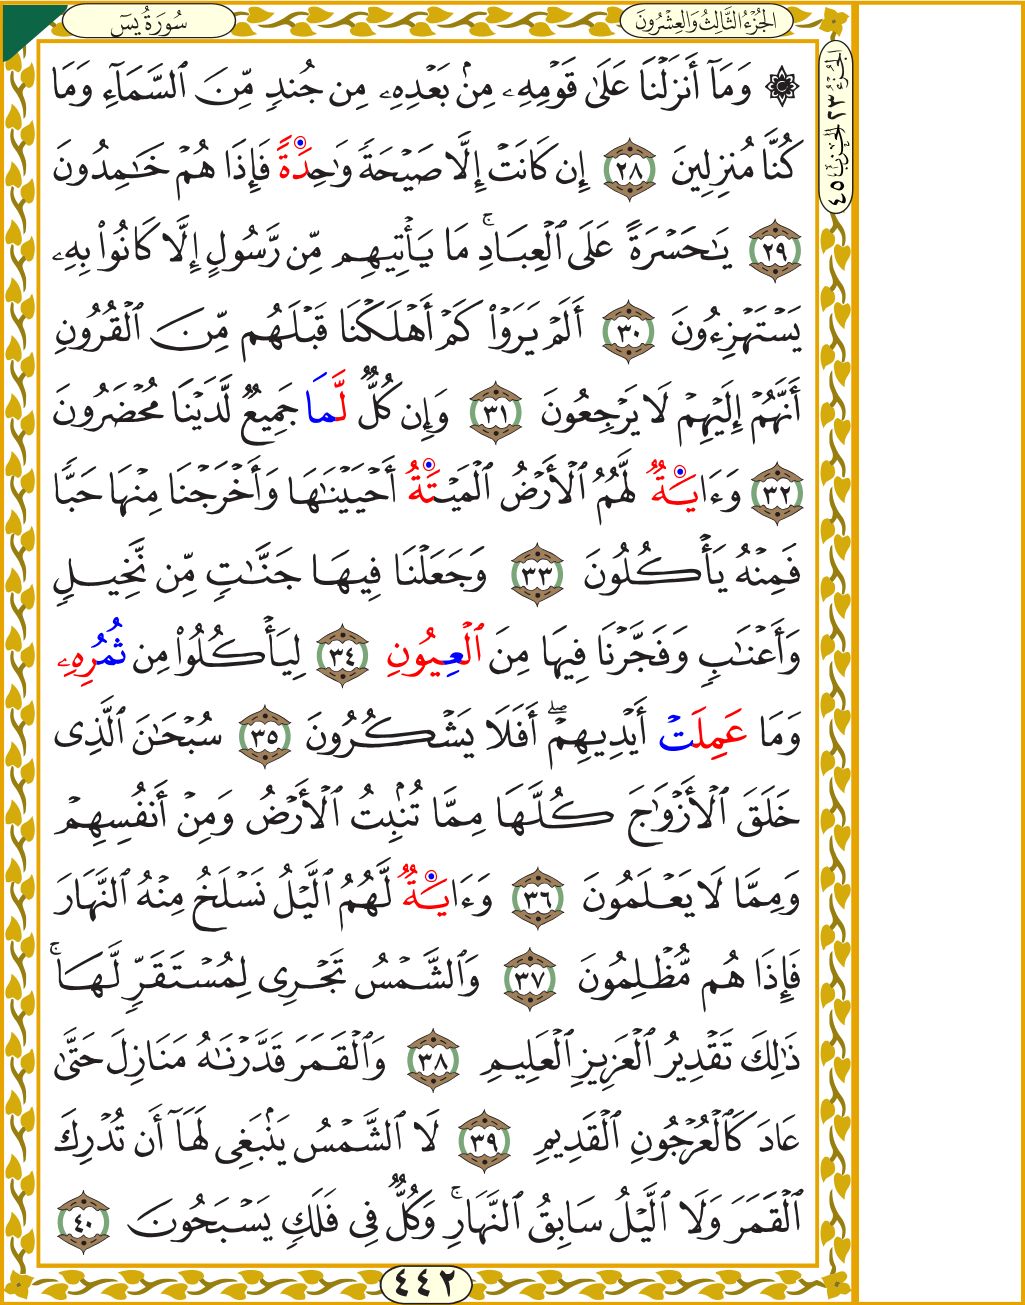 سُورَةُ يسٓ
الجُزْءُ الثَّالِثُ وَالعِشْرُونَ
الجزء ٢٣ الحزب ٤٥
۞ وَمَآ أَنزَلْنَا عَلَىٰ قَوْمِهِۦ مِنۢ بَعْدِهِۦ مِن جُندٍ مِّنَ ٱلسَّمَآءِ وَمَا
كُنَّا مُنزِلِينَ ٢٨ إِن كَانَتْ إِلَّا صَيْحَةً وَٰحِدَةً فَإِذَا هُمْ خَٰمِدُونَ
٢٩ يَٰحَسْرَةً عَلَى ٱلْعِبَادِۚ مَا يَأْتِيهِم مِّن رَّسُولٍ إِلَّا كَانُوا۟ بِهِۦ
يَسْتَهْزِءُونَ ٣٠ أَلَمْ يَرَوْا۟ كَمْ أَهْلَكْنَا قَبْلَهُم مِّنَ ٱلْقُرُونِ
أَنَّهُمْ إِلَيْهِمْ لَا يَرْجِعُونَ ٣١ وَإِن كُلٌّ لَّمَا جَمِيعٌ لَّدَيْنَا مُحْضَرُونَ
٣٢ وَءَايَةٌ لَّهُمُ ٱلْأَرْضُ ٱلْمَيْتَةُ أَحْيَيْنَٰهَا وَأَخْرَجْنَا مِنْهَا حَبًّا
فَمِنْهُ يَأْكُلُونَ ٣٣ وَجَعَلْنَا فِيهَا جَنَّٰتٍ مِّن نَّخِيلٍ
وَأَعْنَٰبٍ وَفَجَّرْنَا فِيهَا مِنَ ٱلْعِيُونِ ٣٤ لِيَأْكُلُوا۟ مِن ثُمُرِهِۦ
وَمَا عَمِلَتْ أَيْدِيهِمْۖ أَفَلَا يَشْكُرُونَ ٣٥ سُبْحَٰنَ ٱلَّذِى
خَلَقَ ٱلْأَزْوَٰجَ كُلَّهَا مِمَّا تُنۢبِتُ ٱلْأَرْضُ وَمِنْ أَنفُسِهِمْ
وَمِمَّا لَا يَعْلَمُونَ ٣٦ وَءَايَةٌ لَّهُمُ ٱلَّيْلُ نَسْلَخُ مِنْهُ ٱلنَّهَارَ
فَإِذَا هُم مُّظْلِمُونَ ٣٧ وَٱلشَّمْسُ تَجْرِى لِمُسْتَقَرٍّ لَّهَاۚ
ذَٰلِكَ تَقْدِيرُ ٱلْعَزِيزِ ٱلْعَلِيمِ ٣٨ وَٱلْقَمَرَ قَدَّرْنَٰهُ مَنَازِلَ حَتَّىٰ
عَادَ كَٱلْعُرْجُونِ ٱلْقَدِيمِ ٣٩ لَا ٱلشَّمْسُ يَنۢبَغِى لَهَآ أَن تُدْرِكَ
ٱلْقَمَرَ وَلَا ٱلَّيْلُ سَابِقُ ٱلنَّهَارِۚ وَكُلٌّ فِى فَلَكٍ يَسْبَحُونَ ٤٠
٤٤٢